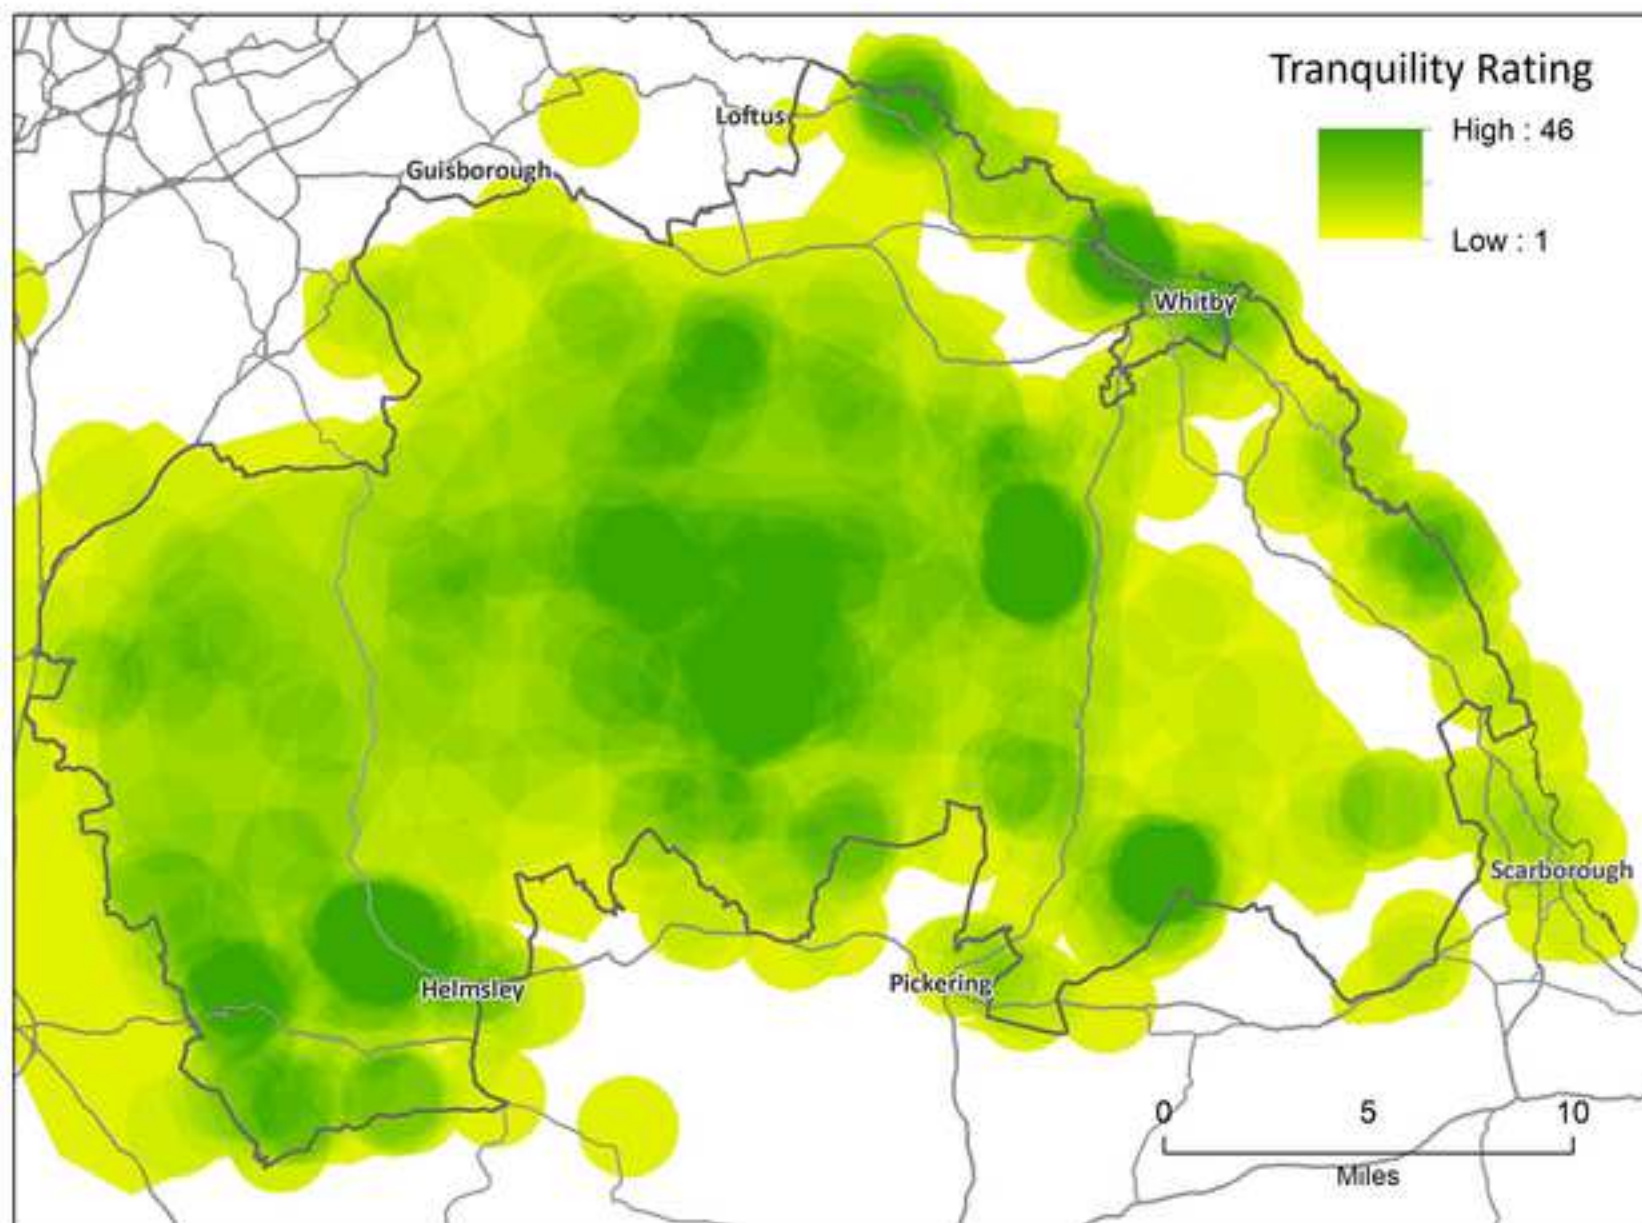 Tranquility Rating
High : 46
Low : 1
Loftus
Guisborough
Whitby
Scarborough
Helmsley
Pickering
0 5 10
Miles